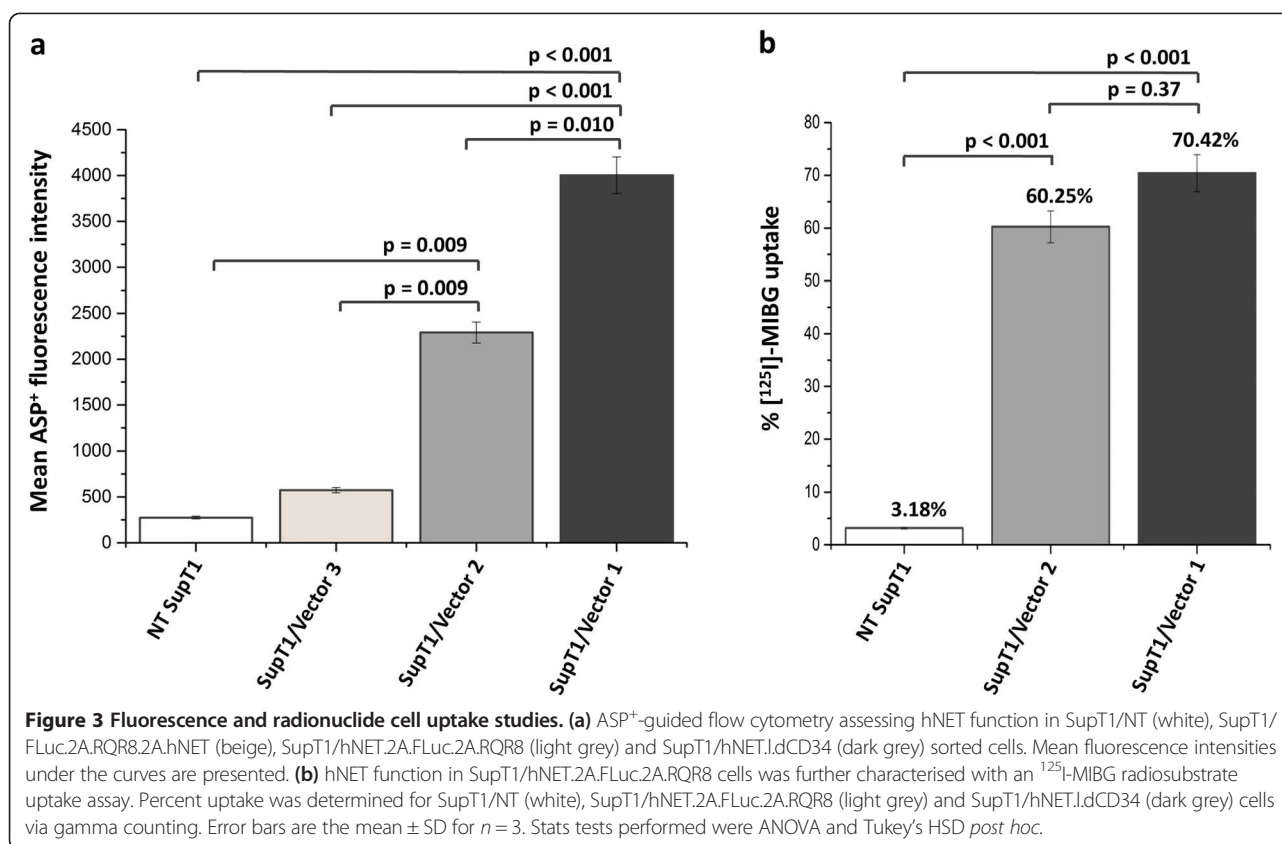 a
p < 0.001
p < 0.001
p = 0.010
p = 0.009
p = 0.009
Mean ASP⁺ fluorescence intensity
4500
4000
3500
3000
2500
2000
1500
1000
500
0
NT SupT1
SupT1/Vector 3
SupT1/Vector 2
SupT1/Vector 1
b
p < 0.001
p = 0.37
p < 0.001
70.42%
60.25%
3.18%
% [¹²⁵I]-MIBG uptake
80
70
60
50
40
30
20
10
0
NT SupT1
SupT1/Vector 2
SupT1/Vector 1
Figure 3 Fluorescence and radionuclide cell uptake studies. (a) ASP⁺-guided flow cytometry assessing hNET function in SupT1/NT (white), SupT1/
FLuc.2A.RQR8.2A.hNET (beige), SupT1/hNET.2A.FLuc.2A.RQR8 (light grey) and SupT1/hNET.I.dCD34 (dark grey) sorted cells. Mean fluorescence intensities
under the curves are presented. (b) hNET function in SupT1/hNET.2A.FLuc.2A.RQR8 cells was further characterised with an ¹²⁵I-MIBG radiosubstrate
uptake assay. Percent uptake was determined for SupT1/NT (white), SupT1/hNET.2A.FLuc.2A.RQR8 (light grey) and SupT1/hNET.I.dCD34 (dark grey) cells
via gamma counting. Error bars are the mean ± SD for n = 3. Stats tests performed were ANOVA and Tukey's HSD post hoc.